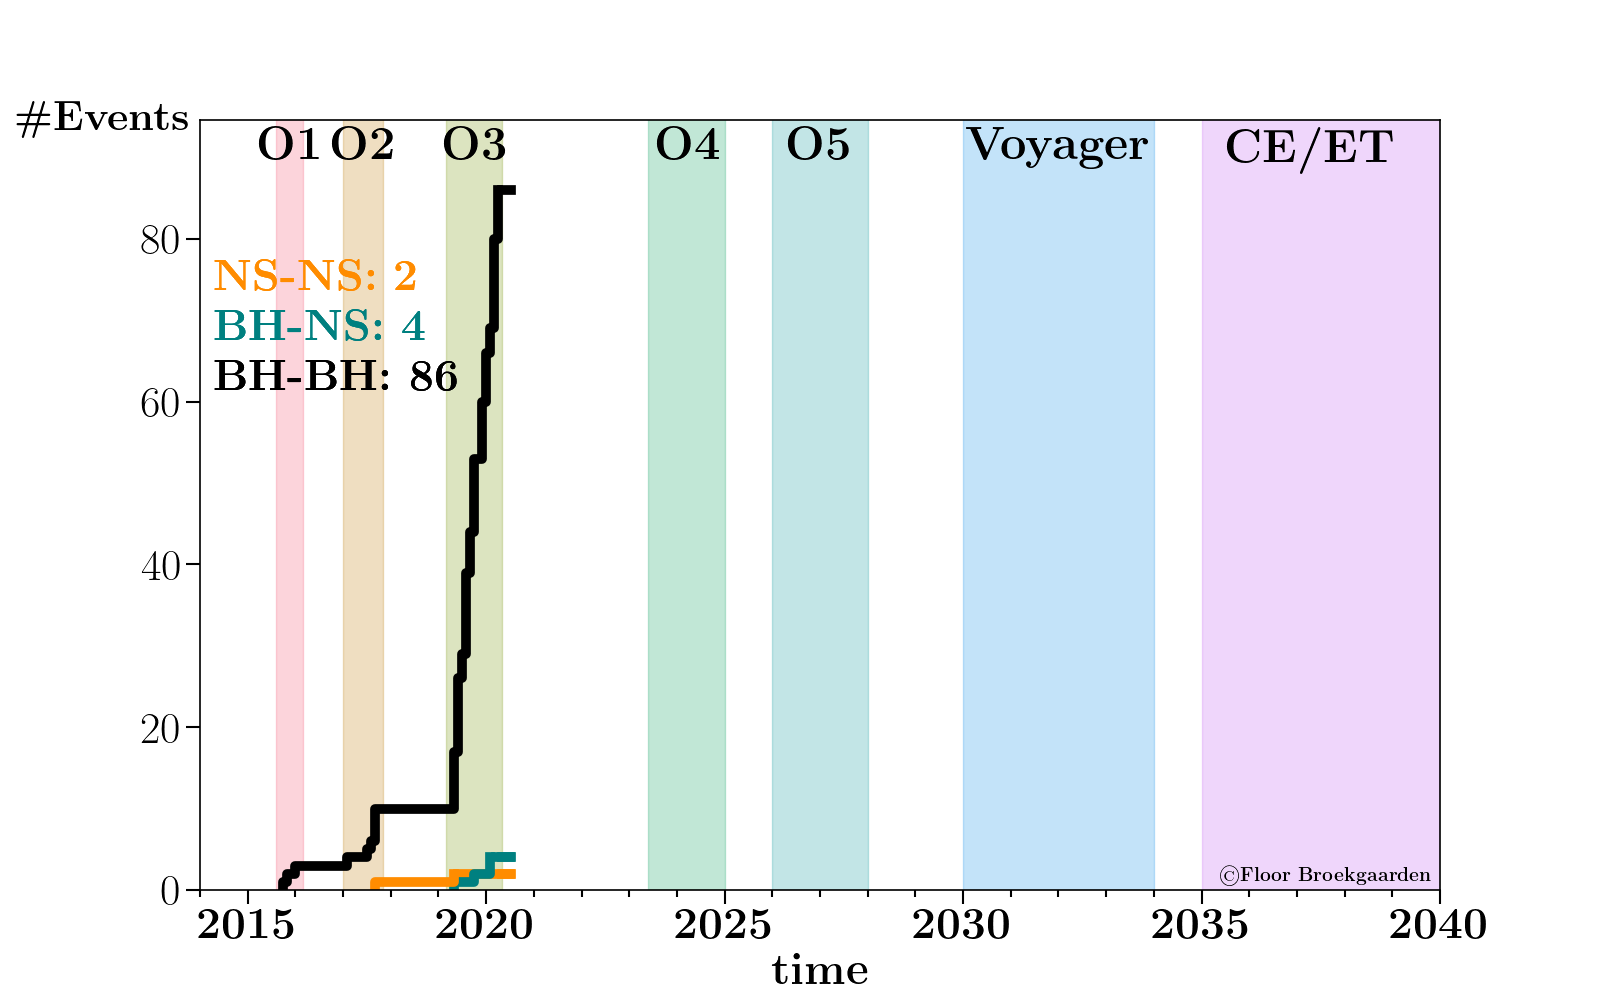 #Events
O1 O2 O3 O4 O5 Voyager CE/ET
80
NS-NS: 2
BH-NS: 4
BH-BH: 86
60
40
20
©Floor Broekgaarden
0
2015 2020 2025 2030 2035 2040
time